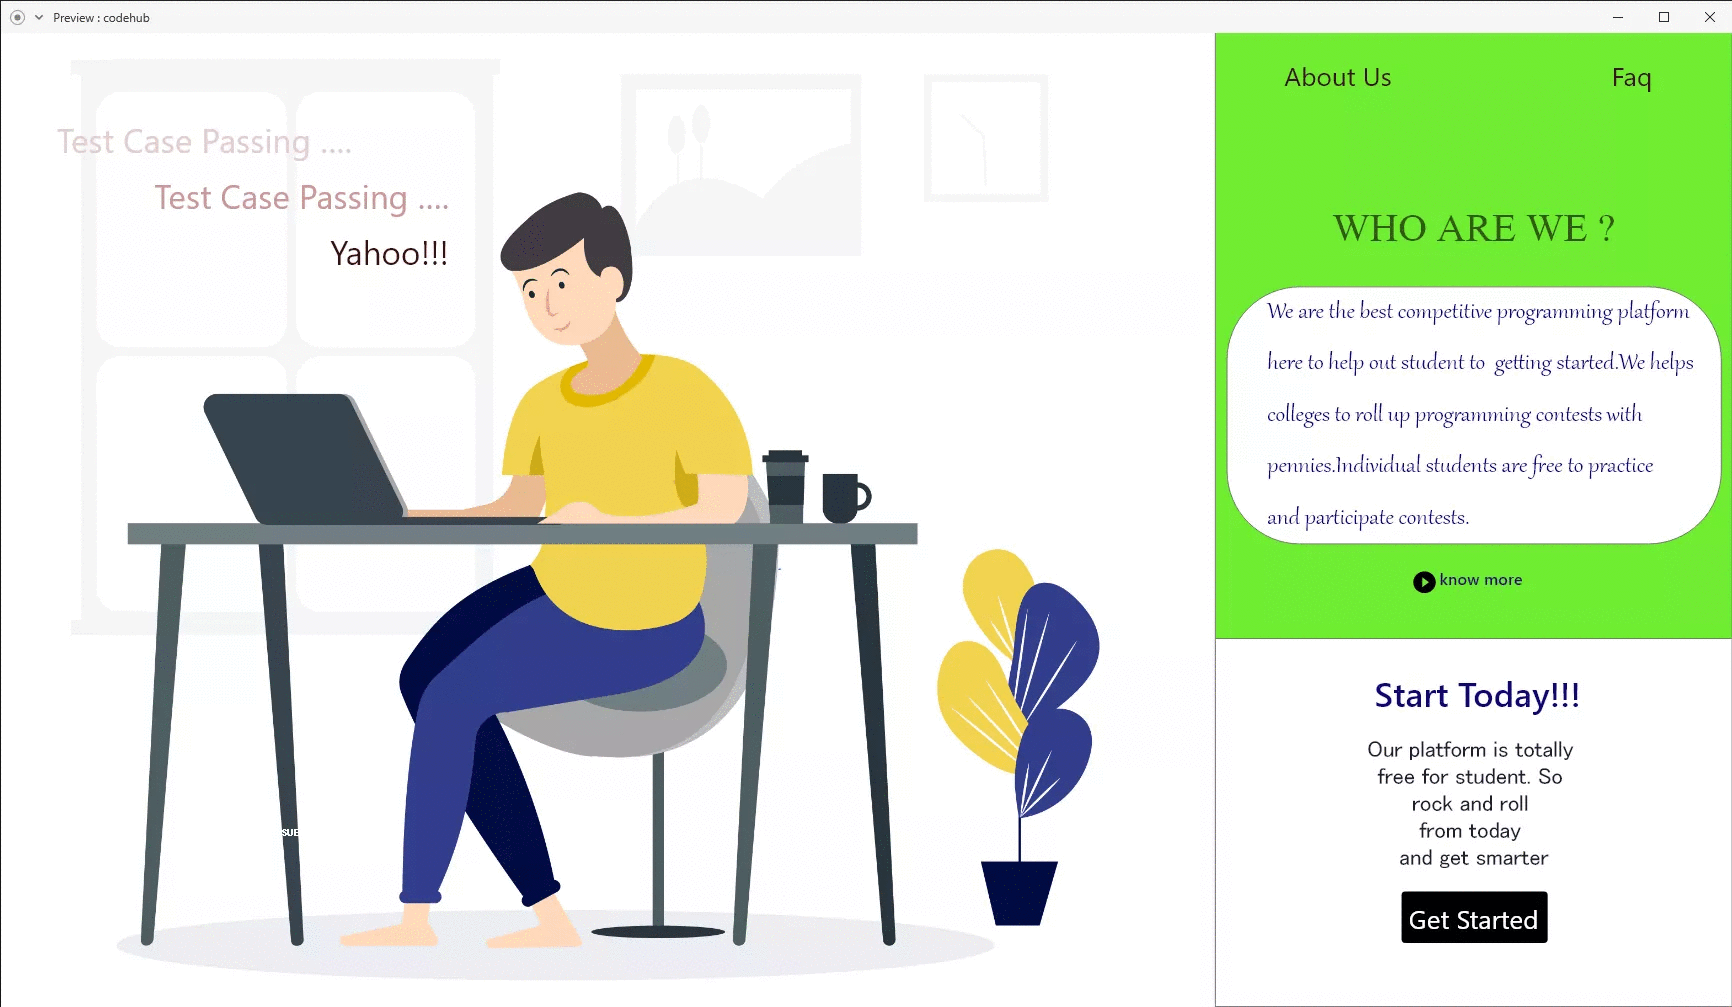 Preview : codehub
About Us
Faq
Test Case Passing ....
Test Case Passing ....
Yahoo!!!
WHO ARE WE ?
We are the best competitive programming platform
here to help out student to  getting started.We helps
colleges to roll up programming contests with
pennies.Individual students are free to practice
and participate contests.
know more
SUE
Start Today!!!
Our platform is totally
free for student. So
rock and roll
from today
and get smarter
Get Started